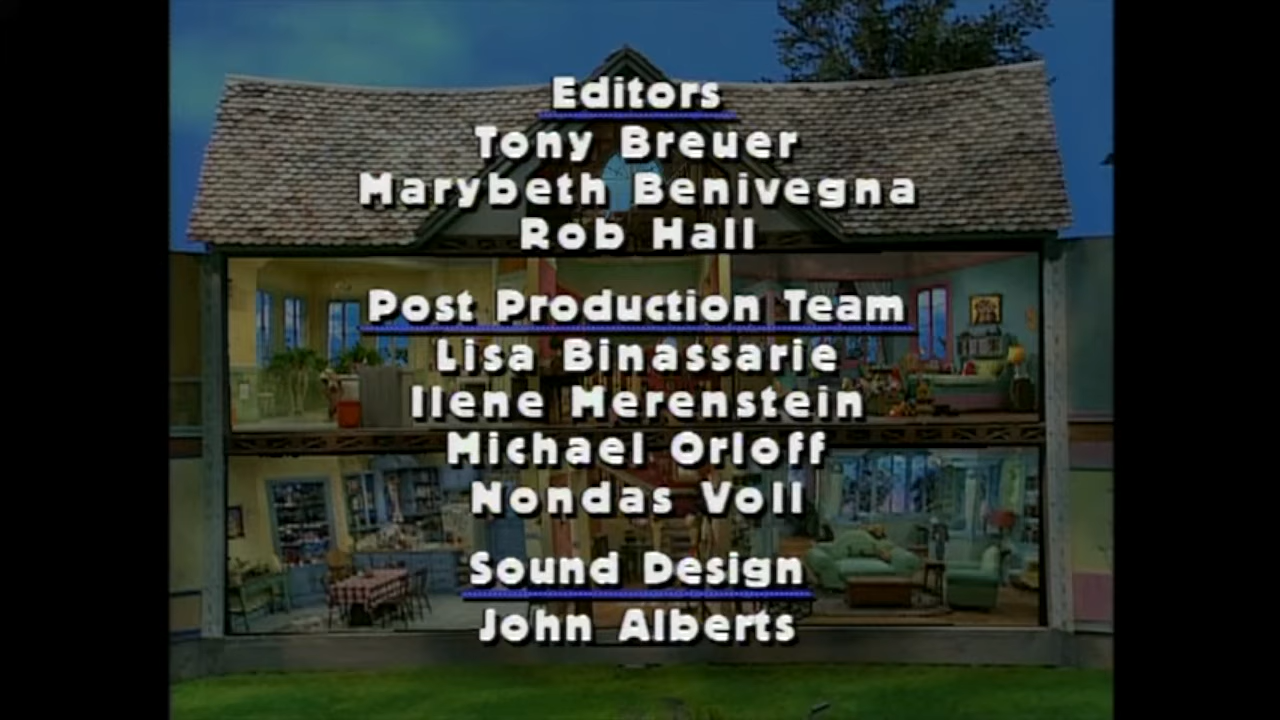 Editors
Tony Breuer
Marybeth Benivegna
Rob Hall
Post Production Team
Lisa Binassarie
Ilene Merenstein
Michael Orloff
Nondas Voll
Sound Design
John Alberts